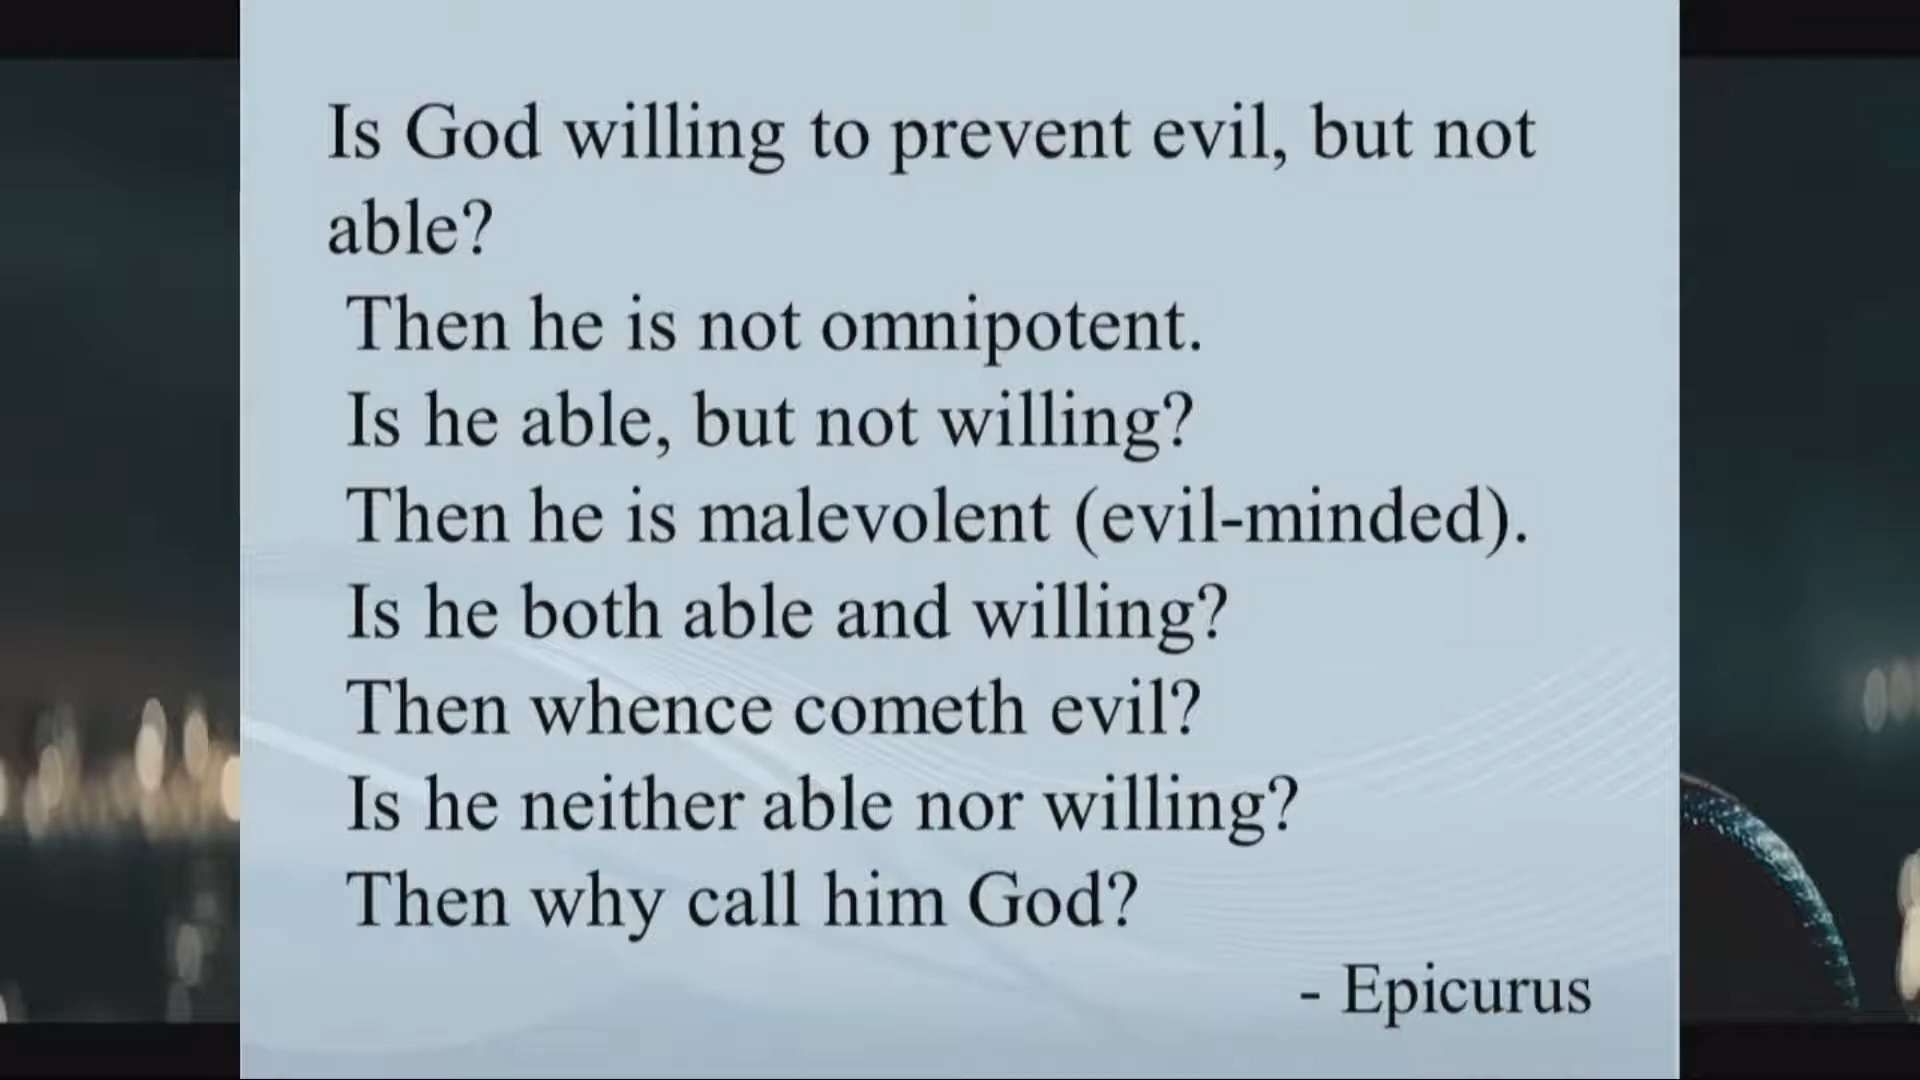 Is God willing to prevent evil, but not
able?
Then he is not omnipotent.
Is he able, but not willing?
Then he is malevolent (evil-minded).
Is he both able and willing?
Then whence cometh evil?
Is he neither able nor willing?
Then why call him God?
- Epicurus